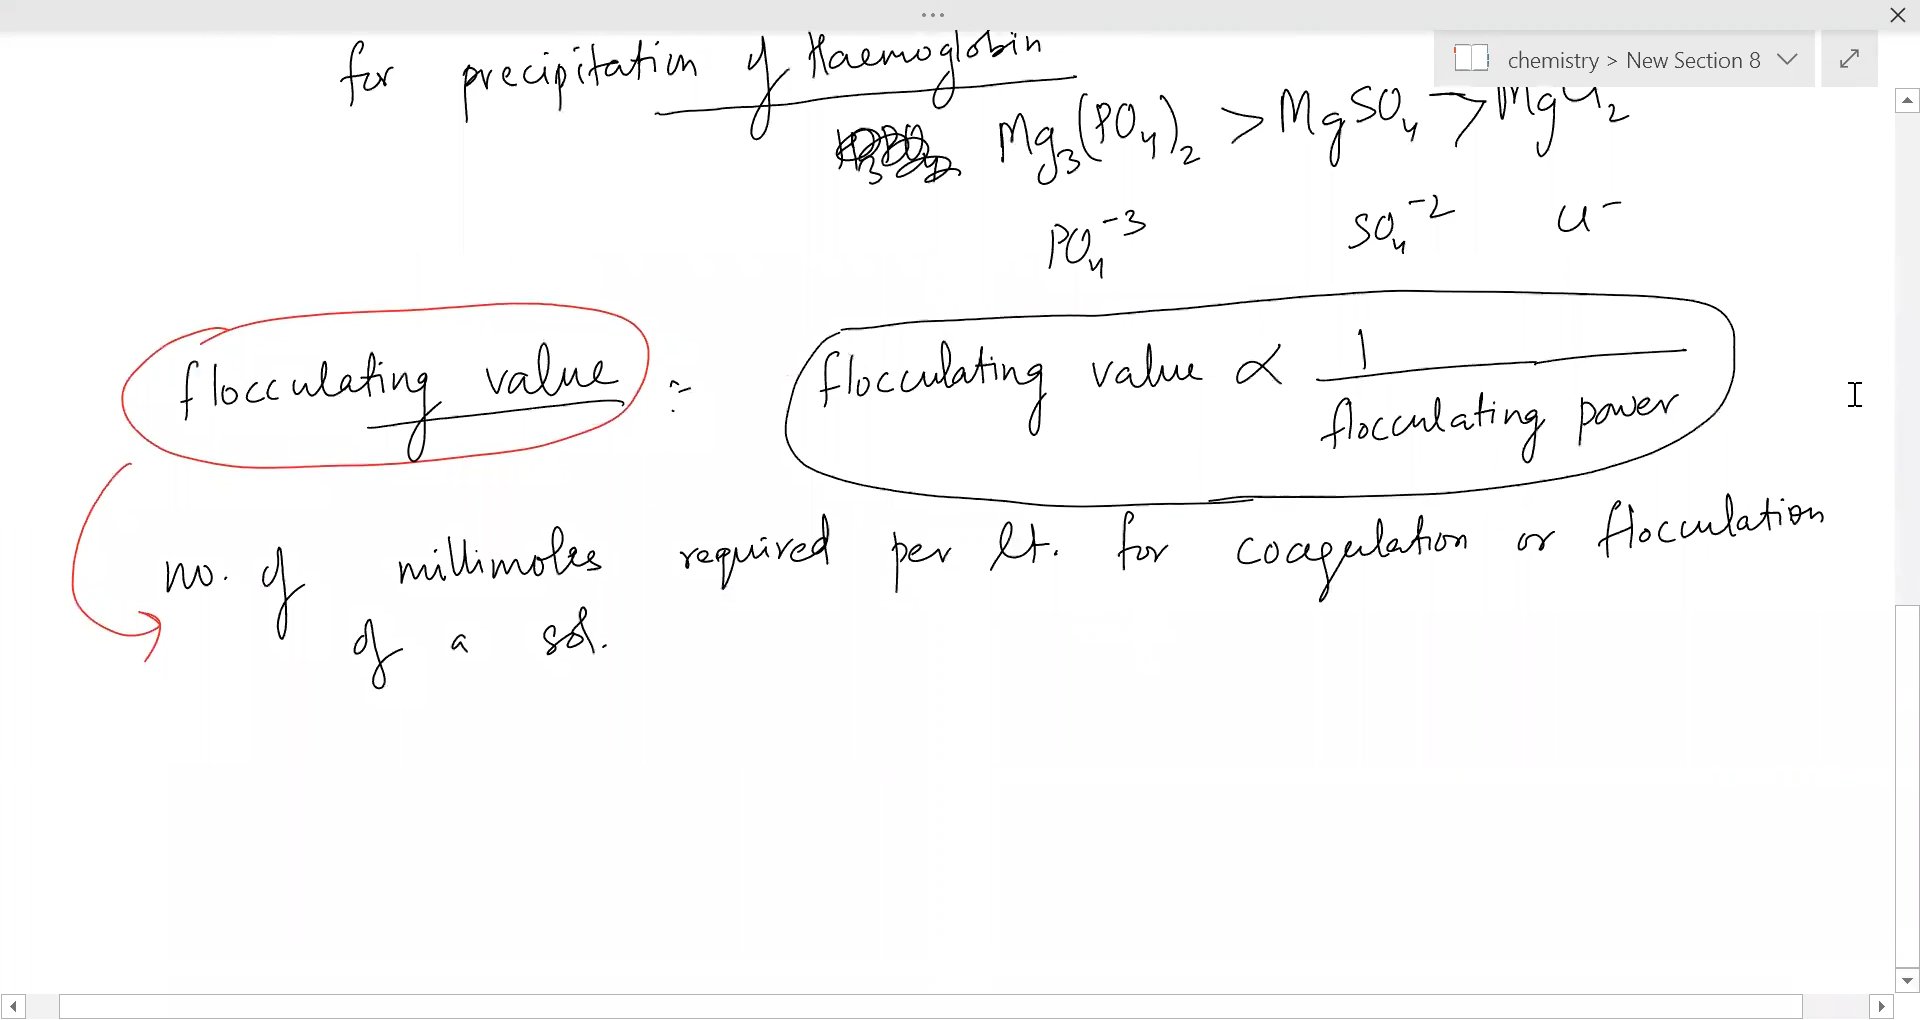 chemistry > New Section 8
for precipitation of Haemoglobin
Mg₃(PO₄)₂ > MgSO₄ > MgCl₂
PO₄⁻³ SO₄⁻² Cl⁻
flocculating value :- flocculating value ∝ 1 / flocculating power
no. of millimoles required per lt. for coagulation or flocculation
of a sol.